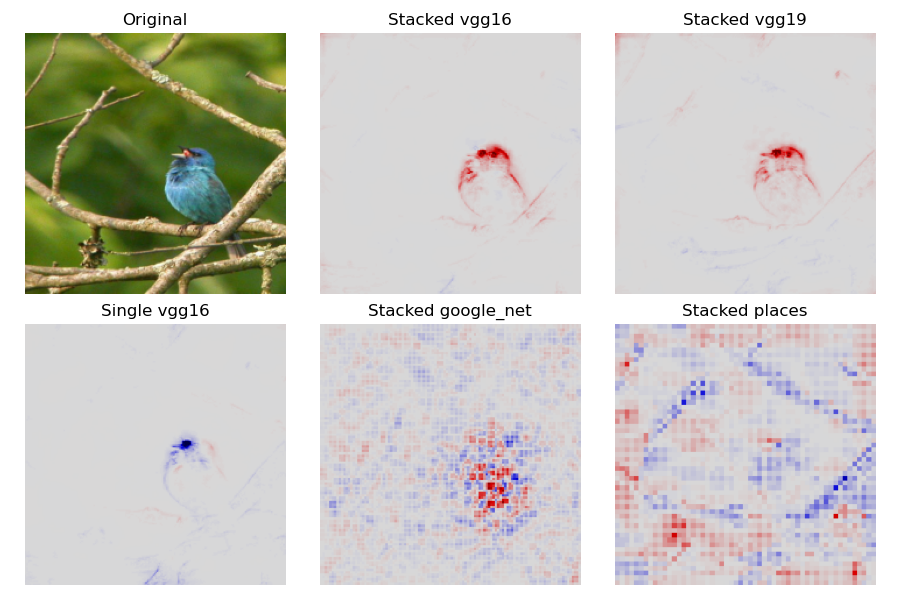 Original
Stacked vgg16
Stacked vgg19
Single vgg16
Stacked google_net
Stacked places